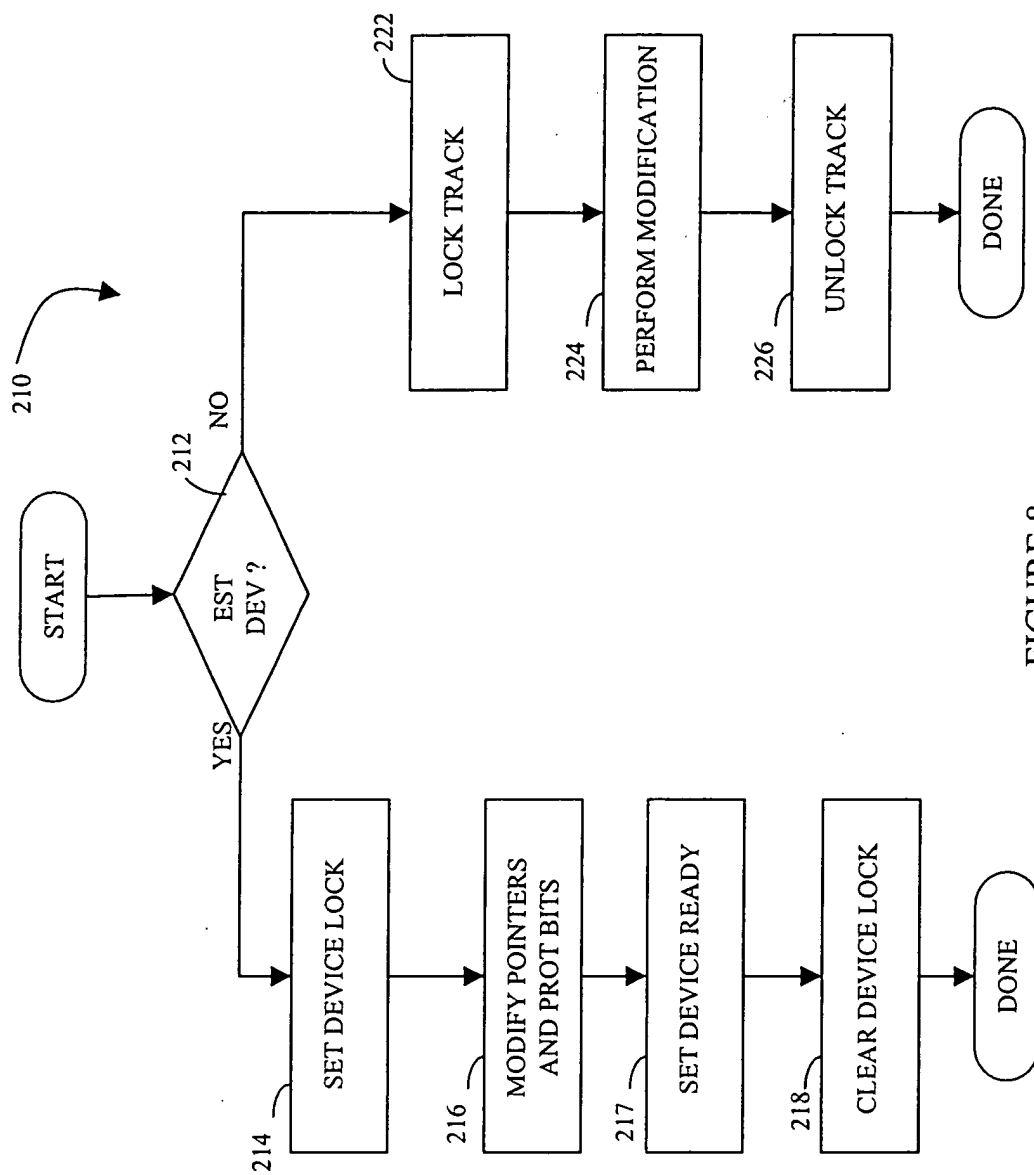 210
START
212
EST
DEV ?
YES
NO
214
SET DEVICE LOCK
216
MODIFY POINTERS
AND PROT BITS
217
SET DEVICE READY
218
CLEAR DEVICE LOCK
DONE
222
LOCK TRACK
224
PERFORM MODIFICATION
226
UNLOCK TRACK
DONE
FIGURE